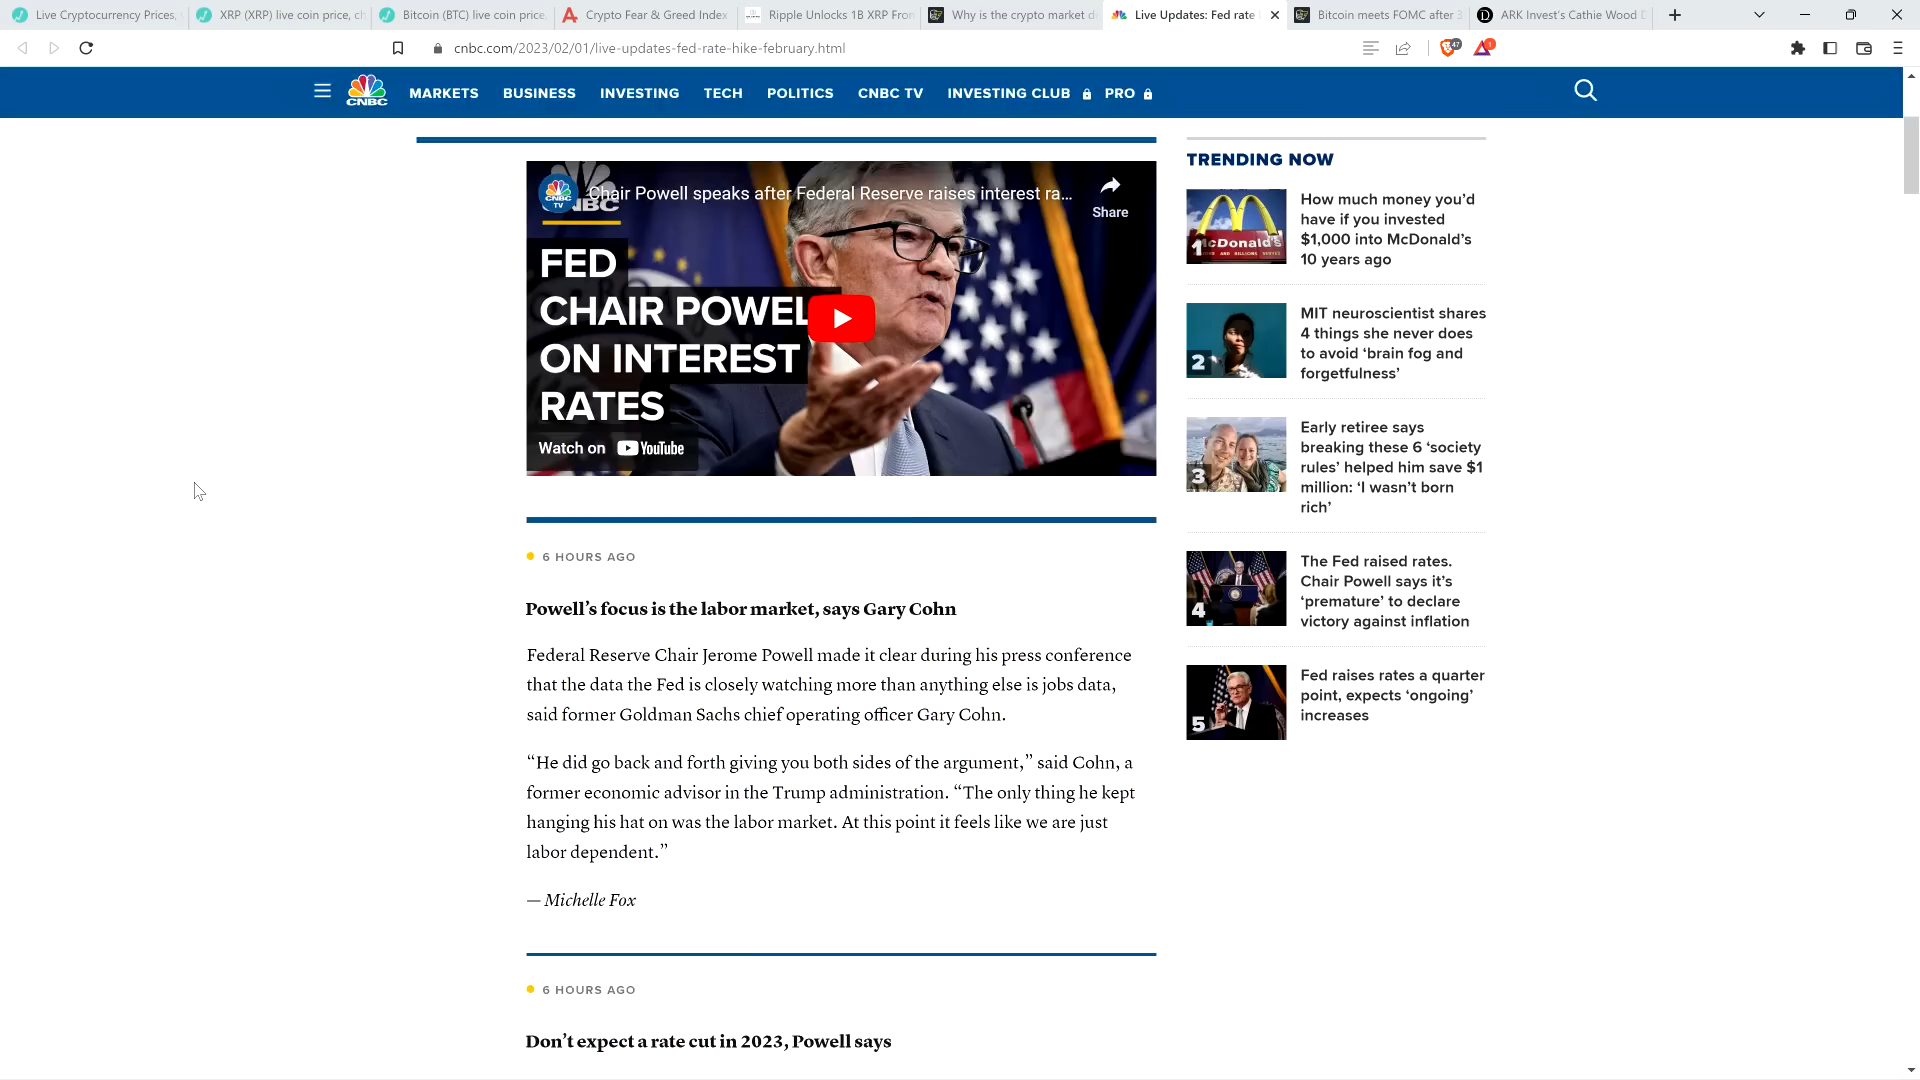 Live Cryptocurrency Prices,
XRP (XRP) live coin price, ch
Bitcoin (BTC) live coin price,
Crypto Fear & Greed Index
Ripple Unlocks 1B XRP From
Why is the crypto market d
Live Updates: Fed rate
Bitcoin meets FOMC after 3
ARK Invest's Cathie Wood D
cnbc.com/2023/02/01/live-updates-fed-rate-hike-february.html
47
1
CNBC
MARKETS
BUSINESS
INVESTING
TECH
POLITICS
CNBC TV
INVESTING CLUB
PRO
Chair Powell speaks after Federal Reserve raises interest ra...
Share
FED
CHAIR POWEL
ON INTEREST
RATES
Watch on YouTube
6 HOURS AGO
Powell’s focus is the labor market, says Gary Cohn
Federal Reserve Chair Jerome Powell made it clear during his press conference
that the data the Fed is closely watching more than anything else is jobs data,
said former Goldman Sachs chief operating officer Gary Cohn.
“He did go back and forth giving you both sides of the argument,” said Cohn, a
former economic advisor in the Trump administration. “The only thing he kept
hanging his hat on was the labor market. At this point it feels like we are just
labor dependent.”
— Michelle Fox
6 HOURS AGO
Don’t expect a rate cut in 2023, Powell says
TRENDING NOW
1
McDonald's
How much money you’d
have if you invested
$1,000 into McDonald’s
10 years ago
2
MIT neuroscientist shares
4 things she never does
to avoid ‘brain fog and
forgetfulness’
3
Early retiree says
breaking these 6 ‘society
rules’ helped him save $1
million: ‘I wasn’t born
rich’
4
The Fed raised rates.
Chair Powell says it’s
‘premature’ to declare
victory against inflation
5
Fed raises rates a quarter
point, expects ‘ongoing’
increases